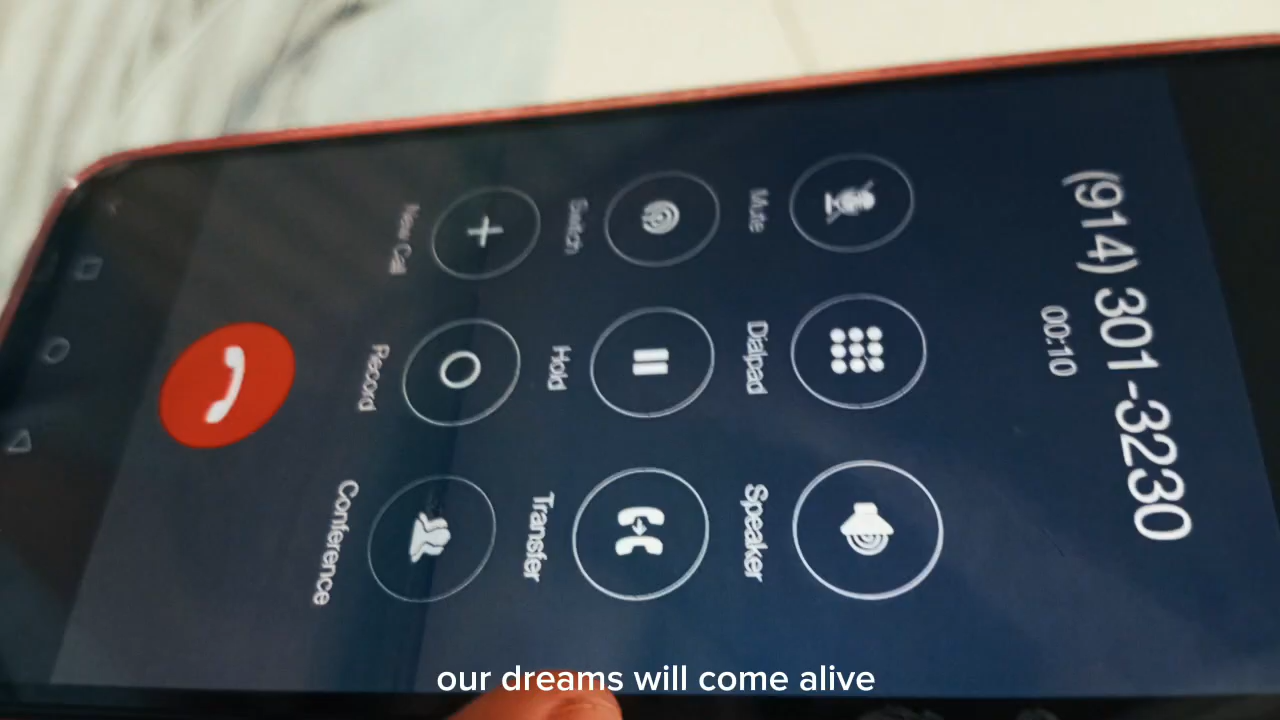 (914) 301-3230
00:10
Mute
Dialpad
Speaker
Switch
Hold
Transfer
New Call
Record
Conference
our dreams will come alive